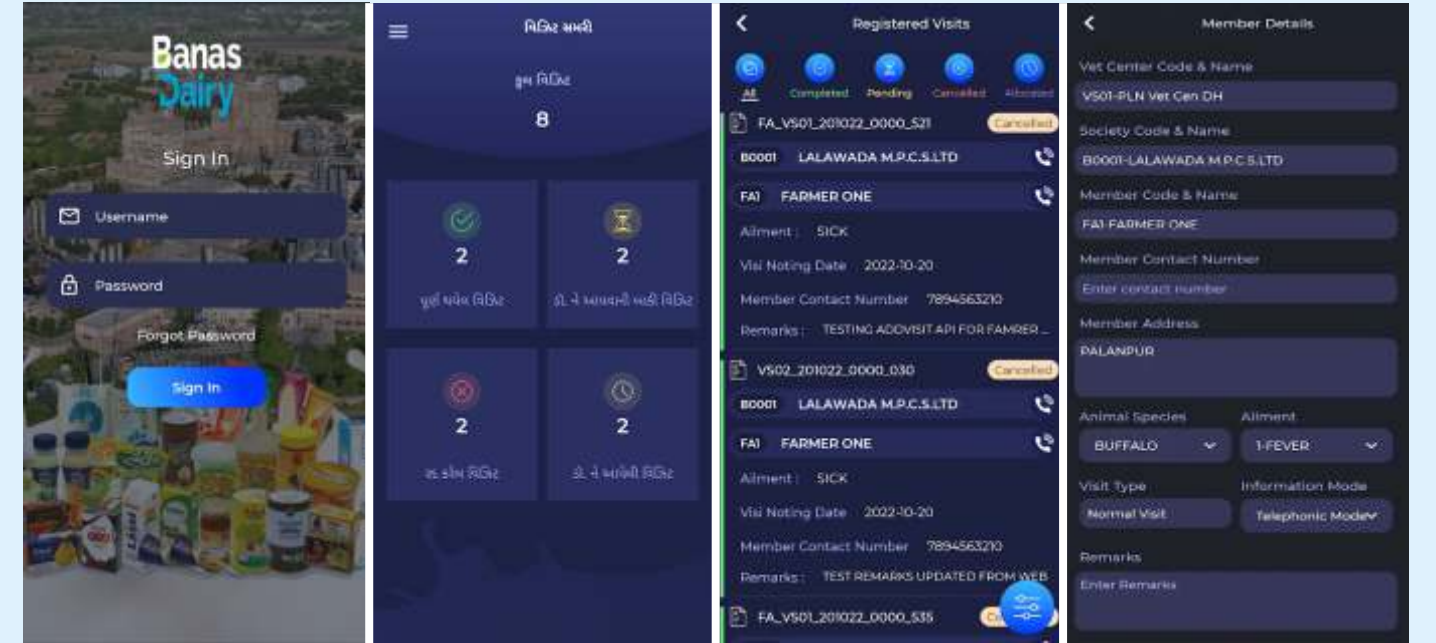 Banas
Dairy
Sign In
Username
Password
Forgot Password
Sign In
વિઝિટ સમરી
કુલ વિઝિટ
8
2
પૂર્ણ થયેલ વિઝિટ
2
ડૉ. ને આપવાની બાકી વિઝિટ
2
રદ કરેલ વિઝિટ
2
ડૉ. ને આપેલી વિઝિટ
Registered Visits
All Completed Pending Cancelled Allocated
FA_VS01_201022_0000_521 Cancelled
B0001 LALAWADA M.P.C.S.LTD
FA1 FARMER ONE
Ailment : SICK
Visi Noting Date 2022-10-20
Member Contact Number 7894563210
Remarks : TESTING ADDVISIT API FOR FAMRER ...
VS02_201022_0000_030 Cancelled
B0001 LALAWADA M.P.C.S.LTD
FA1 FARMER ONE
Ailment : SICK
Visi Noting Date 2022-10-20
Member Contact Number 7894563210
Remarks : TEST REMARKS UPDATED FROM WEB
FA_VS01_201022_0000_535
Member Details
Vet Center Code & Name
VS01-PLN Vet Cen DH
Society Code & Name
B0001-LALAWADA M.P.C.S.LTD
Member Code & Name
FA1-FARMER ONE
Member Contact Number
Enter contact number
Member Address
PALANPUR
Animal Species Ailment
BUFFALO 1-FEVER
Visit Type Information Mode
Normal Visit Telephonic Mode
Remarks
Enter Remarks